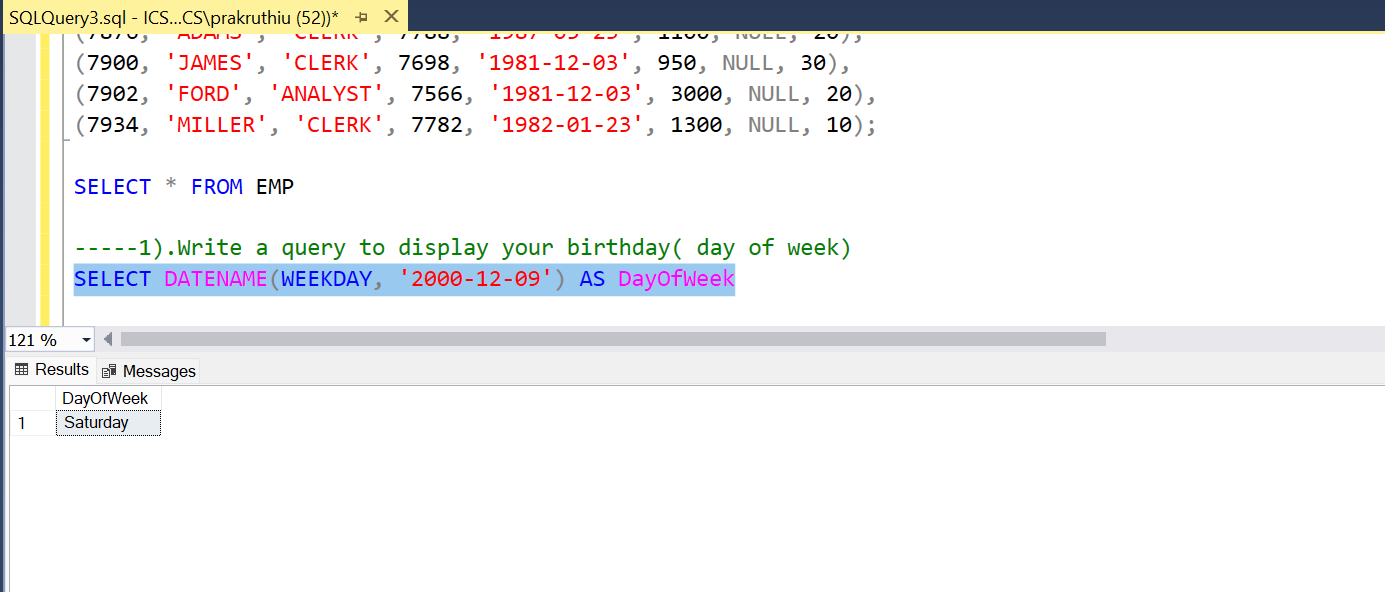 SQLQuery3.sql - ICS...CS\prakruthiu (52))*
(7876, 'ADAMS', 'CLERK', 7788, '1987-05-23', 1100, NULL, 20),
(7900, 'JAMES', 'CLERK', 7698, '1981-12-03', 950, NULL, 30),
(7902, 'FORD', 'ANALYST', 7566, '1981-12-03', 3000, NULL, 20),
(7934, 'MILLER', 'CLERK', 7782, '1982-01-23', 1300, NULL, 10);
SELECT * FROM EMP
-----1).Write a query to display your birthday( day of week)
SELECT DATENAME(WEEKDAY, '2000-12-09') AS DayOfWeek
121 %
Results Messages
DayOfWeek
1 Saturday